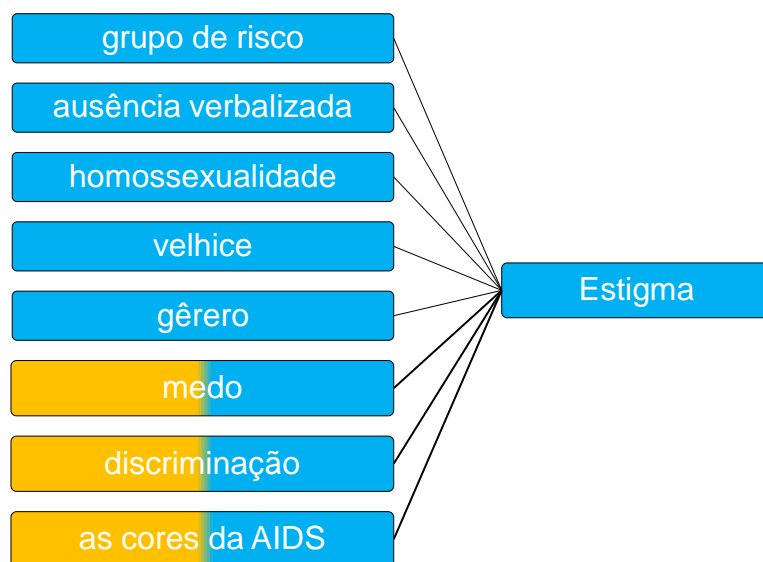 grupo de risco
ausência verbalizada
homossexualidade
velhice
gêrero
medo
discriminação
as cores da AIDS
Estigma